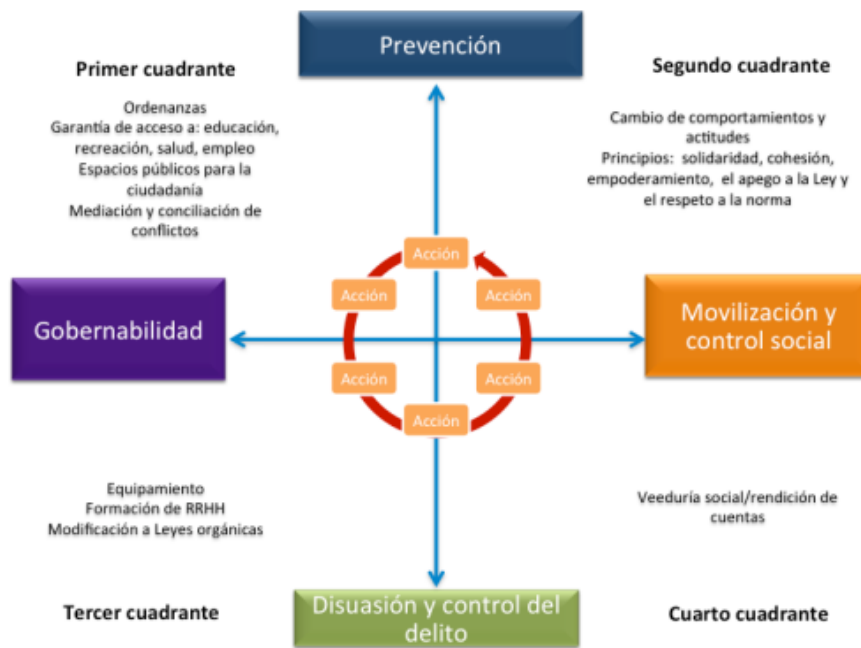 Prevención
Primer cuadrante
Ordenanzas
Garantía de acceso a: educación,
recreación, salud, empleo
Espacios públicos para la
ciudadanía
Mediación y conciliación de
conflictos
Segundo cuadrante
Cambio de comportamientos y
actitudes
Principios: solidaridad, cohesión,
empoderamiento, el apego a la Ley y
el respeto a la norma
Acción
Acción
Acción
Gobernabilidad
Movilización y
control social
Acción
Acción
Acción
Equipamiento
Formación de RRHH
Modificación a Leyes orgánicas
Veeduría social/rendición de
cuentas
Tercer cuadrante
Disuasión y control del
delito
Cuarto cuadrante